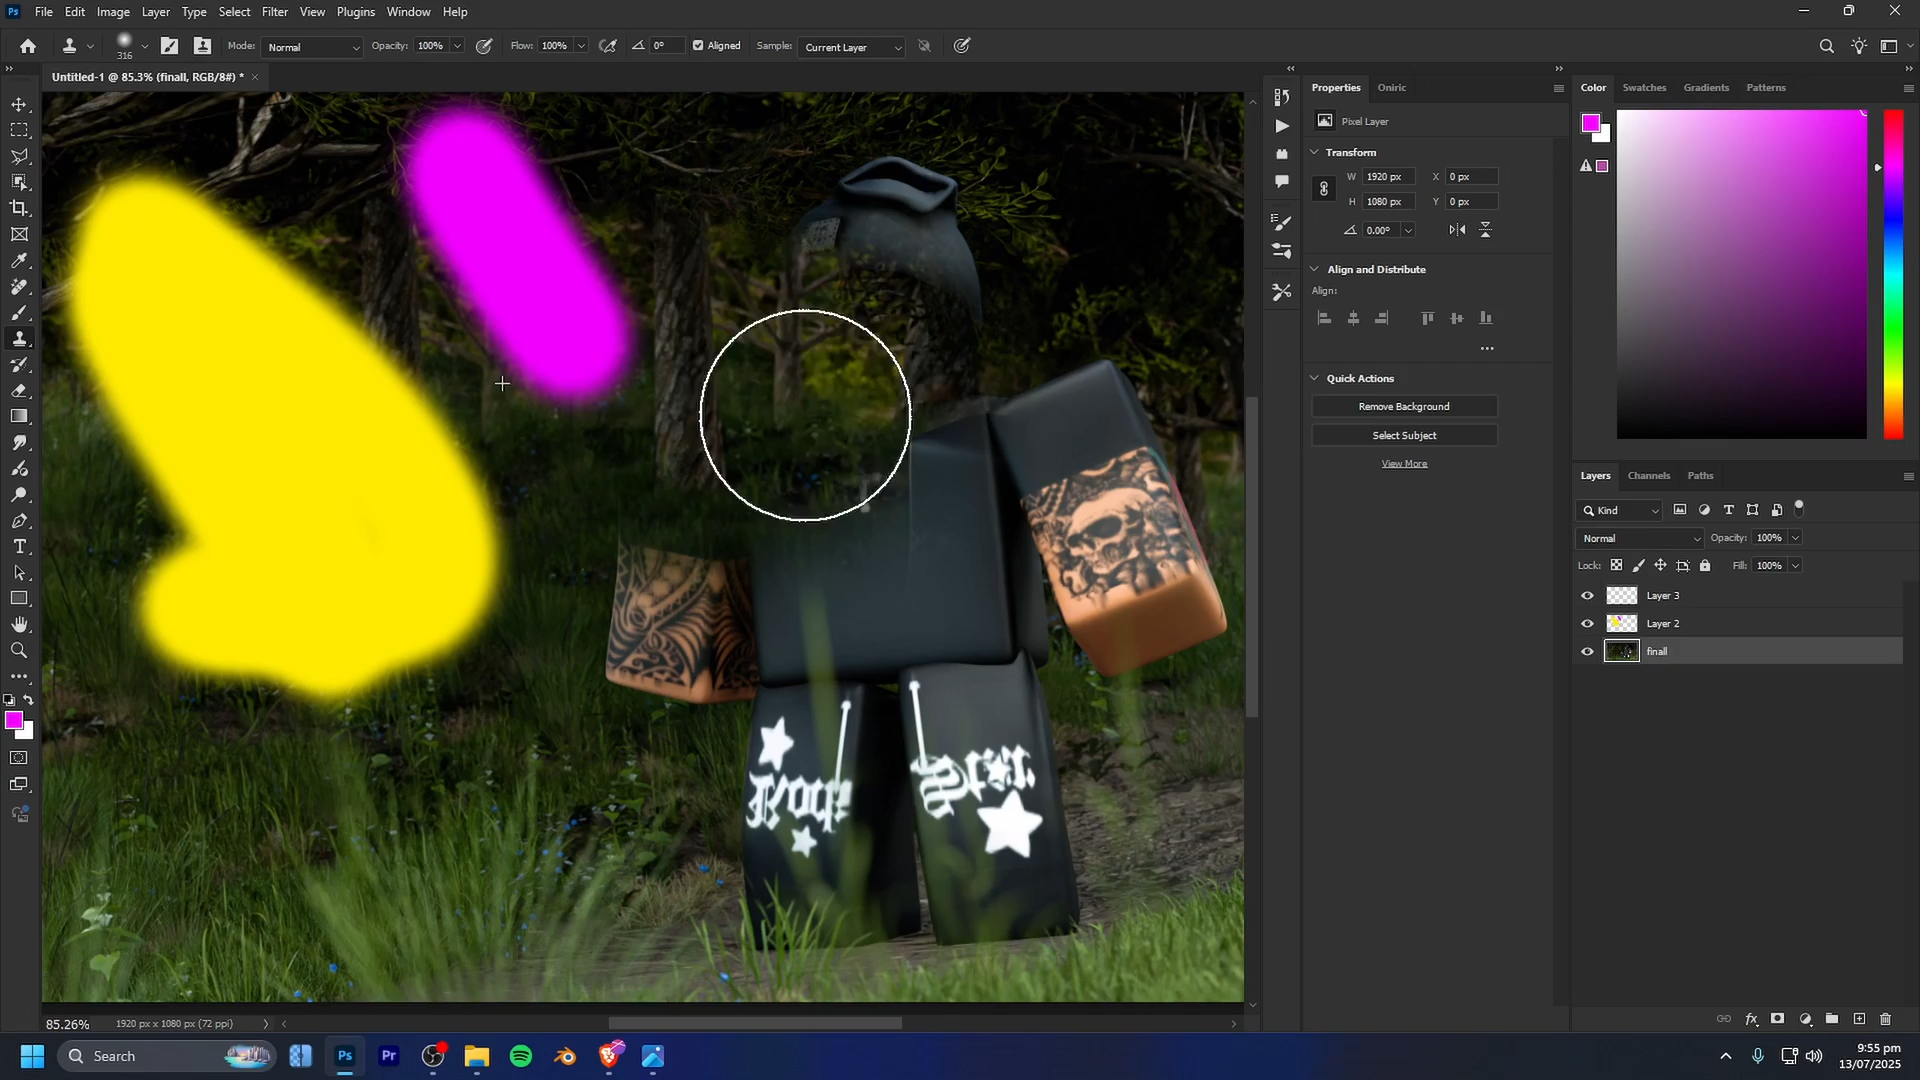 Ps File Edit Image Layer Type Select Filter View Plugins Window Help
316 Mode: Normal Opacity: 100% Flow: 100% 0° Aligned Sample: Current Layer
Untitled-1 @ 85.3% (finall, RGB/8#) *
Properties Oniric
Pixel Layer
Transform
W 1920 px X 0 px
H 1080 px Y 0 px
0.00°
Align and Distribute
Align:
Quick Actions
Remove Background
Select Subject
View More
Color Swatches Gradients Patterns
Layers Channels Paths
Kind
Normal Opacity: 100%
Lock: Fill: 100%
Layer 3
Layer 2
finall
85.26% 1920 px x 1080 px (72 ppi)
Search
Ps Pr
9:55 pm
13/07/2025